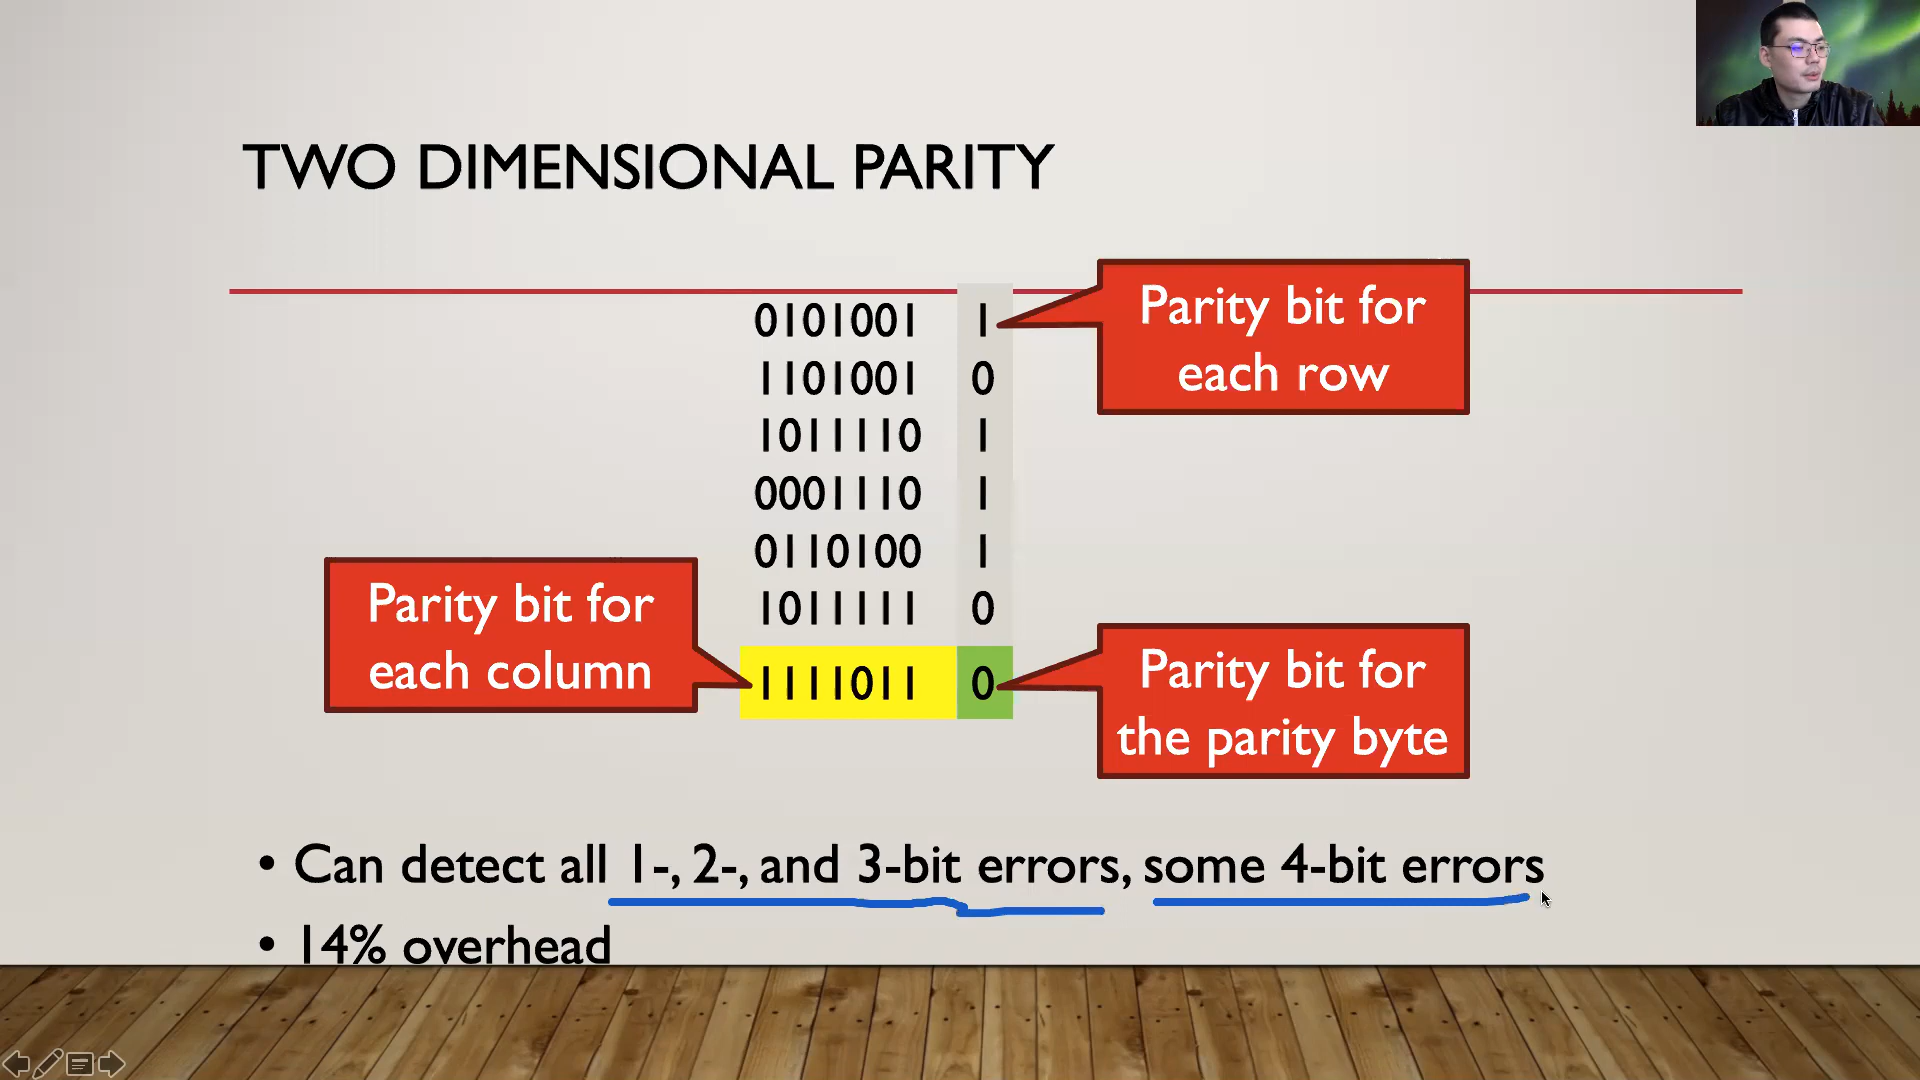 TWO DIMENSIONAL PARITY
0101001 1
1101001 0
1011110 1
0001110 1
0110100 1
1011111 0
1111011 0
Parity bit for
each row
Parity bit for
each column
Parity bit for
the parity byte
• Can detect all 1-, 2-, and 3-bit errors, some 4-bit errors
• 14% overhead